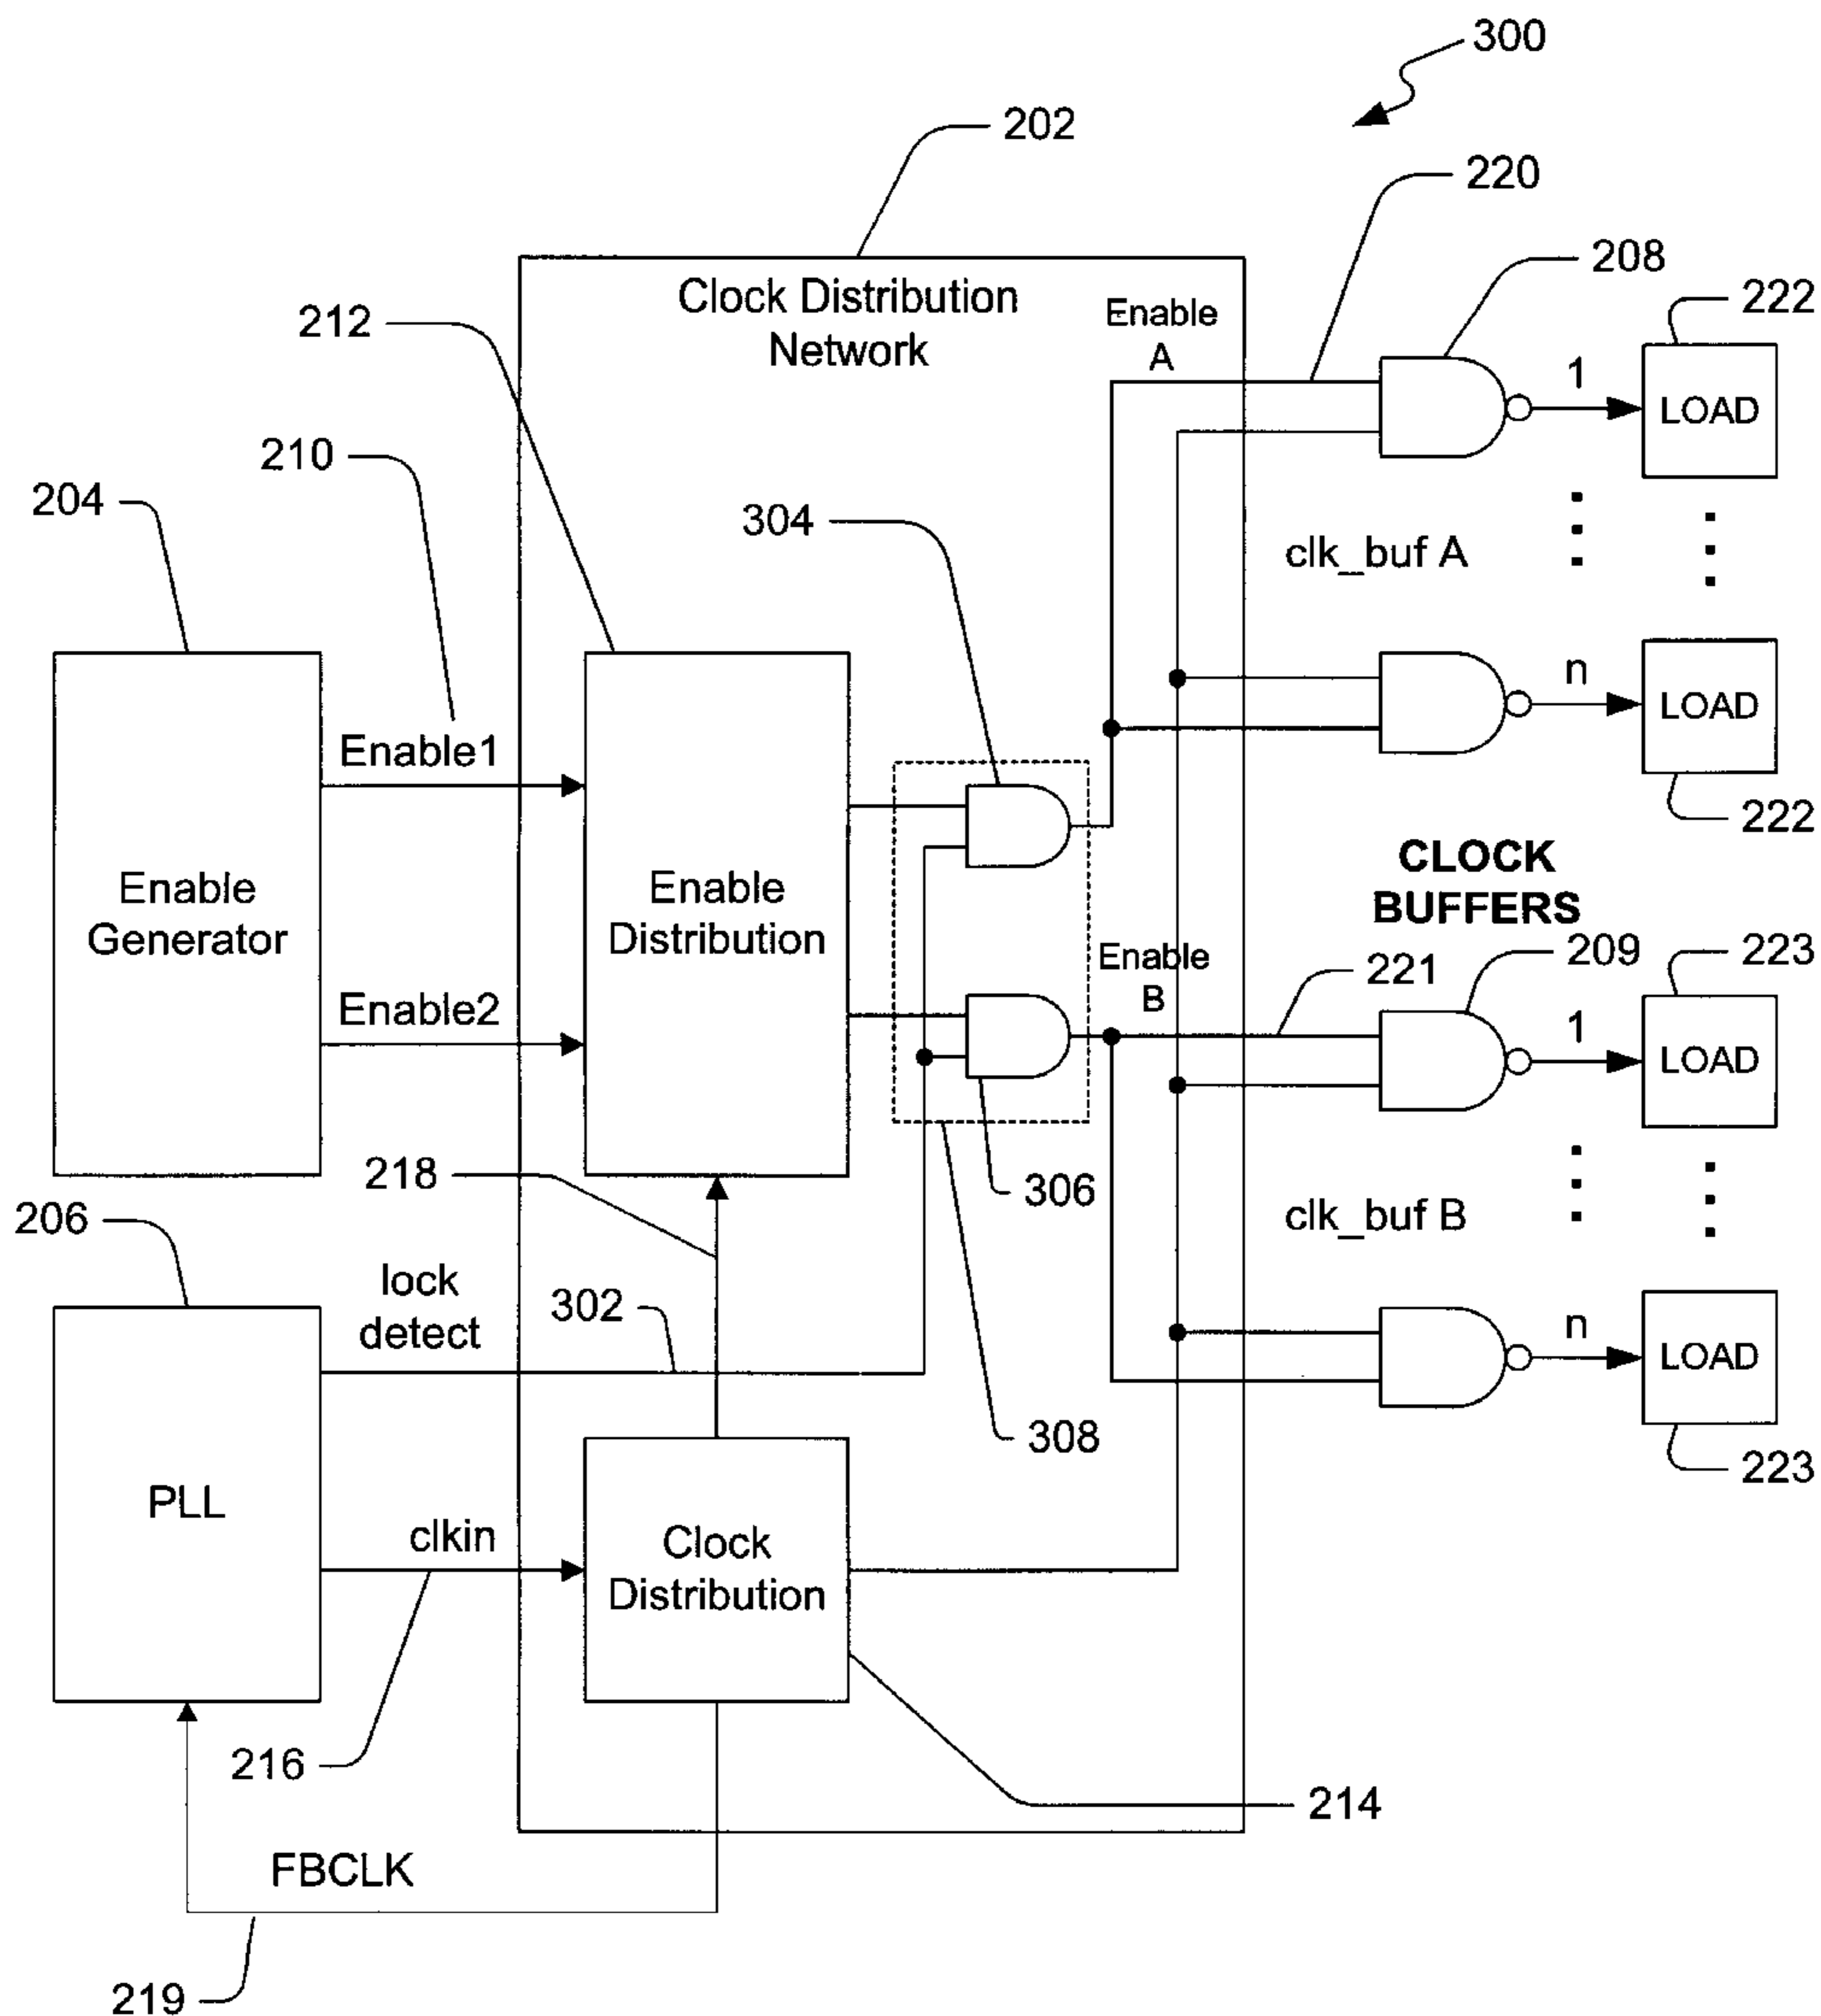 300
202
220
208
222
Clock Distribution
Network
Enable
A
212
1
LOAD
210
204
304
clk_buf A
n
LOAD
Enable1
222
CLOCK
BUFFERS
Enable
Generator
Enable
Distribution
Enable
B
221
209
223
Enable2
1
LOAD
218
306
206
clk_buf B
lock
detect
302
n
LOAD
308
223
PLL
clkin
Clock
Distribution
216
214
FBCLK
219